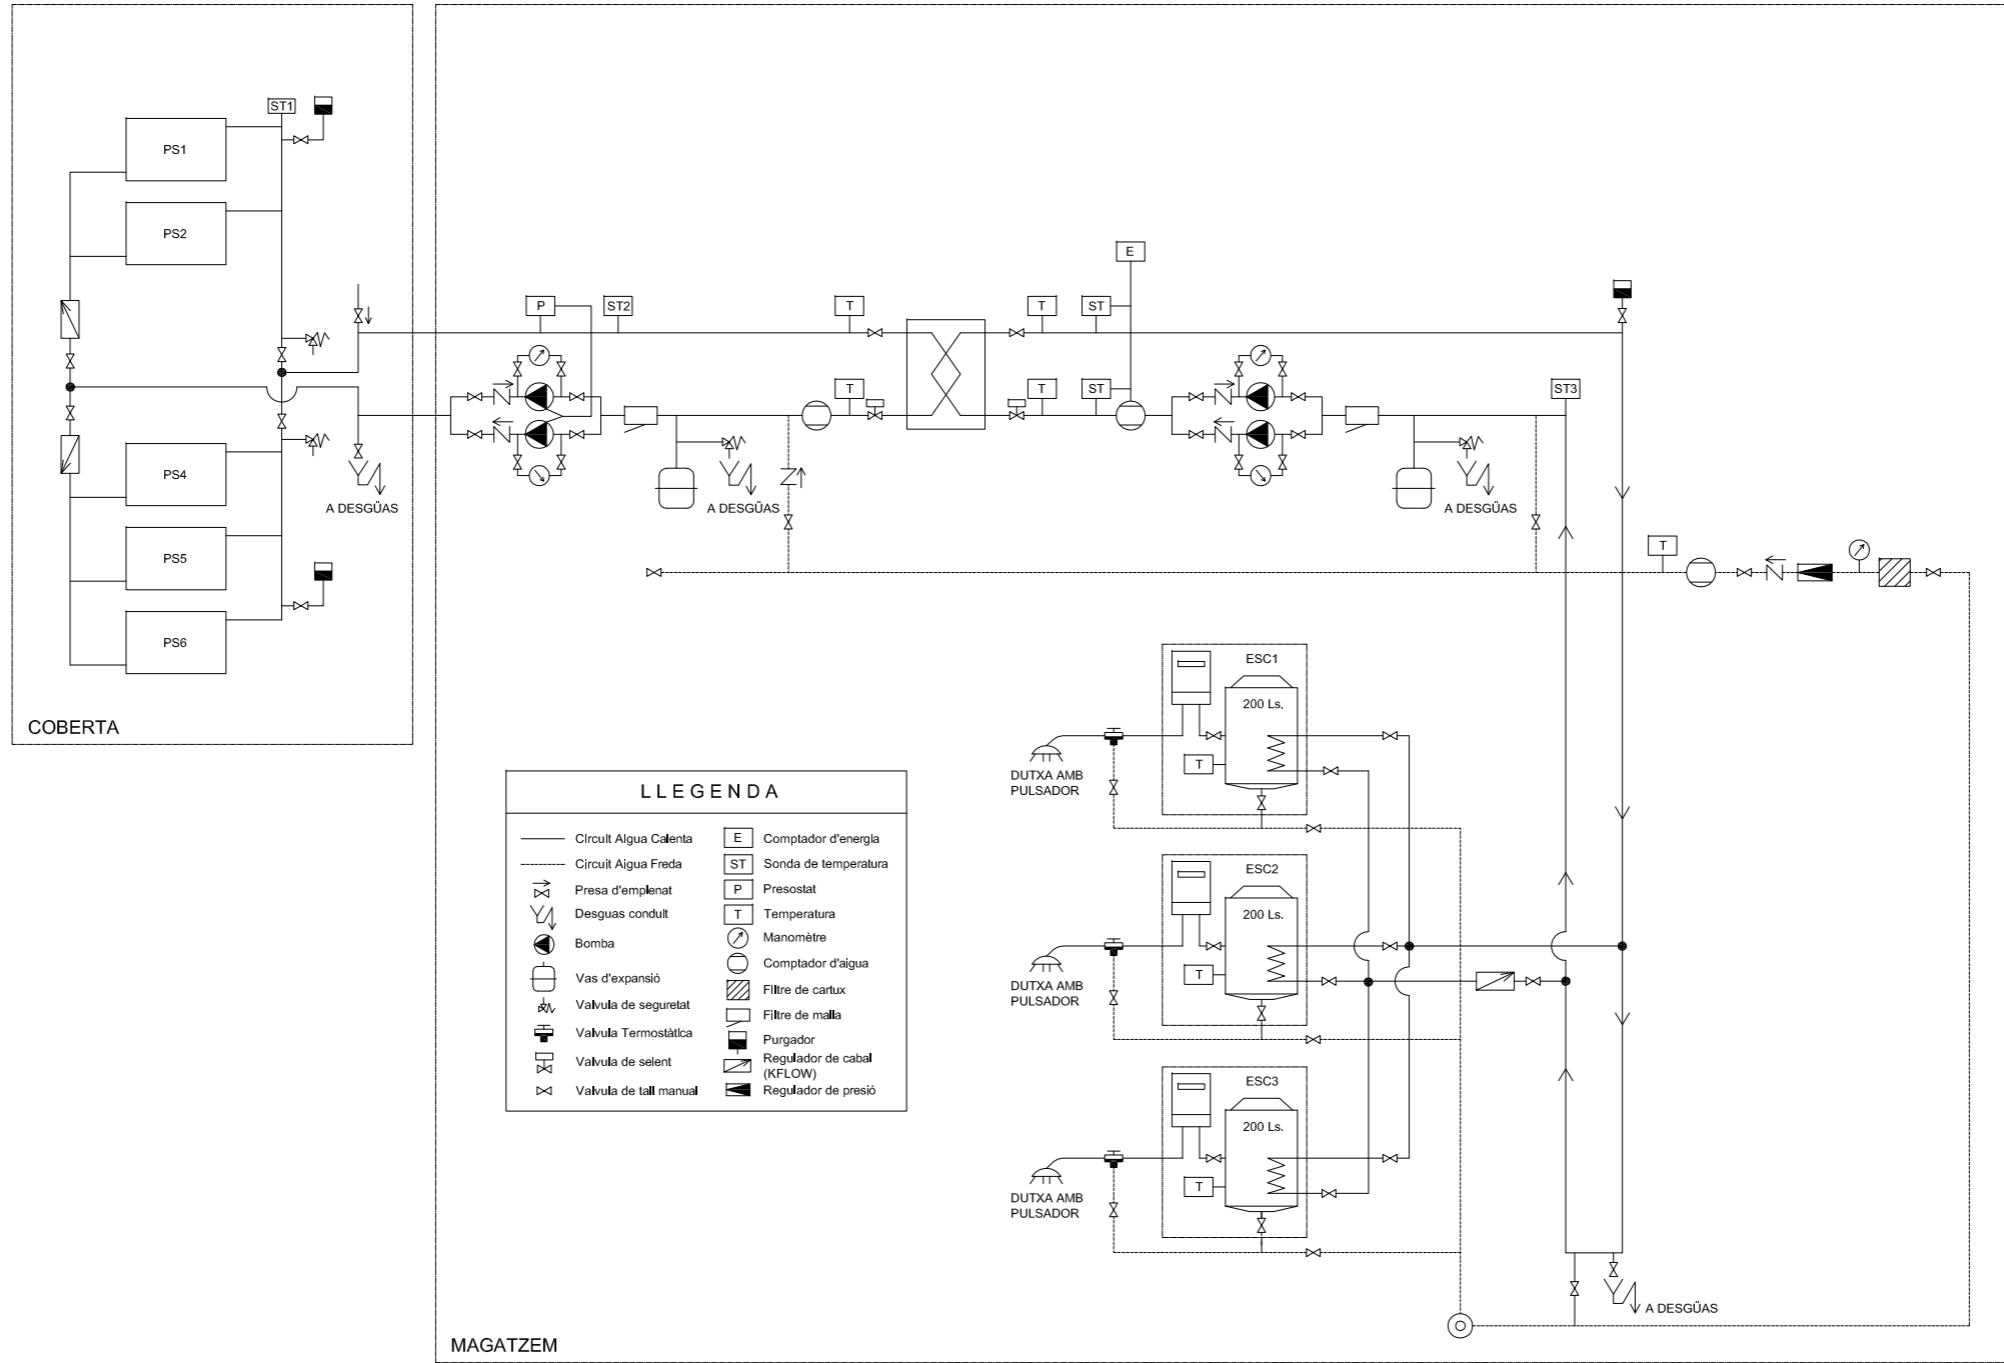 ST1
PS1
PS2
PS4
PS5
PS6
A DESGÜAS
COBERTA
P
ST2
T
T
ST
E
T
T
ST
ST3
A DESGÜAS
A DESGÜAS
T
ESC1
200 Ls.
T
DUTXA AMB
PULSADOR
ESC2
200 Ls.
T
DUTXA AMB
PULSADOR
ESC3
200 Ls.
T
DUTXA AMB
PULSADOR
A DESGÜAS
LLEGENDA
Circuit Aigua Calenta
Circuit Aigua Freda
Presa d'emplenat
Desguas conduit
Bomba
Vas d'expansió
Valvula de seguretat
Valvula Termostàtica
Valvula de seient
Valvula de tall manual
E Comptador d'energia
ST Sonda de temperatura
P Presostat
T Temperatura
Manomètre
Comptador d'aigua
Filtre de cartux
Filtre de malla
Purgador
Regulador de cabal
(KFLOW)
Regulador de presió
MAGATZEM